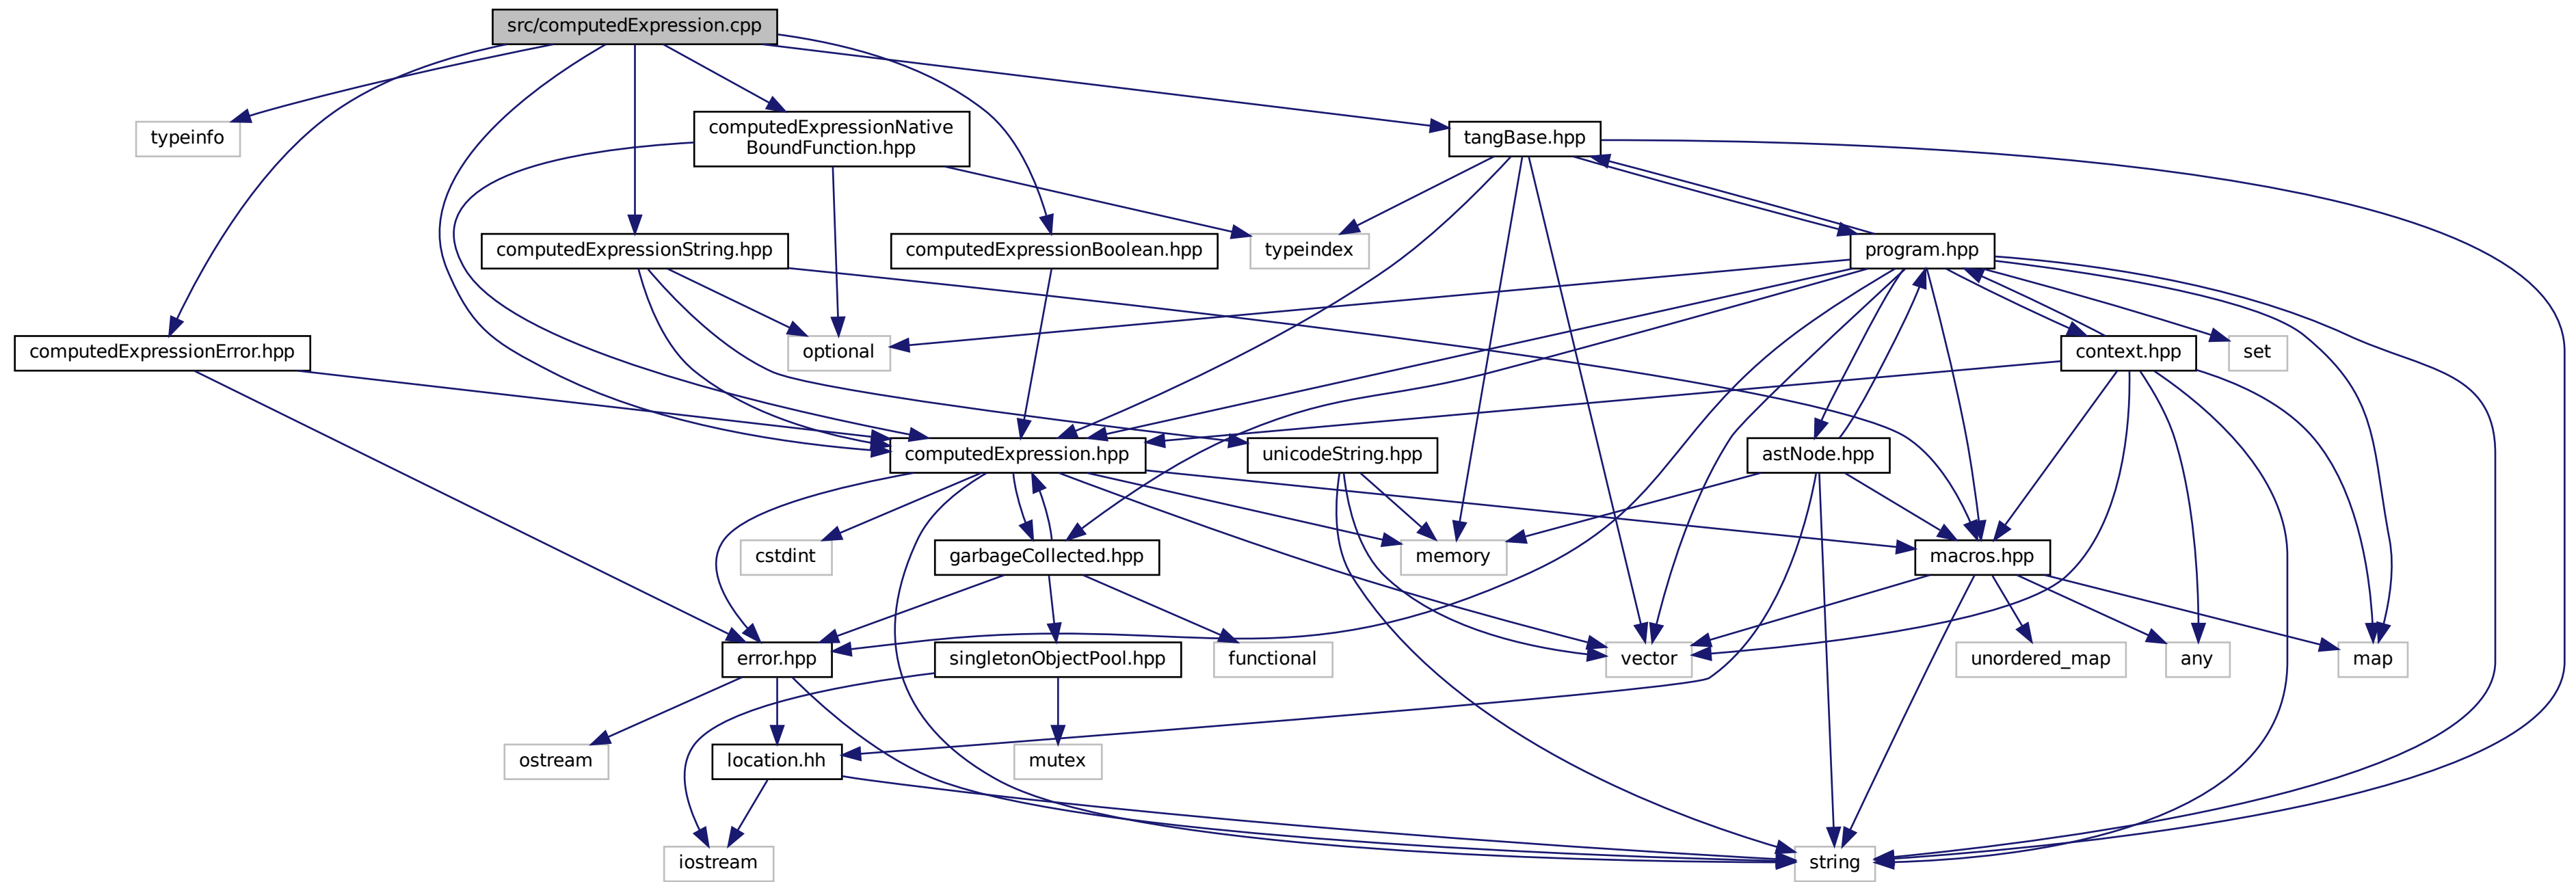 src/computedExpression.cpp
typeinfo
computedExpressionNative
BoundFunction.hpp
tangBase.hpp
computedExpressionString.hpp
computedExpressionBoolean.hpp
typeindex
program.hpp
computedExpressionError.hpp
optional
context.hpp
set
computedExpression.hpp
unicodeString.hpp
astNode.hpp
cstdint
garbageCollected.hpp
memory
macros.hpp
error.hpp
singletonObjectPool.hpp
functional
vector
unordered_map
any
map
ostream
location.hh
mutex
iostream
string